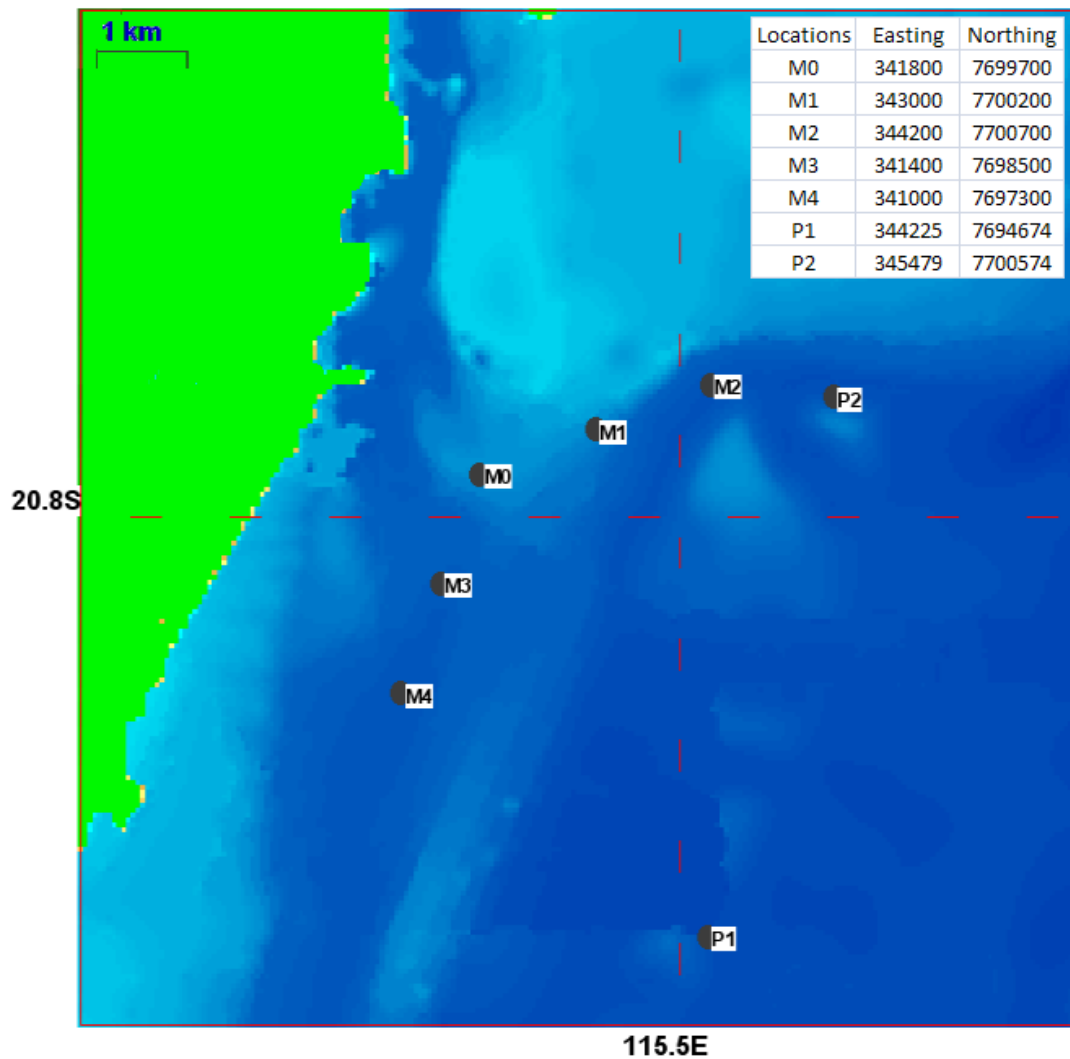 1 km
Locations Easting Northing
M0 341800 7699700
M1 343000 7700200
M2 344200 7700700
M3 341400 7698500
M4 341000 7697300
P1 344225 7694674
P2 345479 7700574
M2
P2
M1
M0
20.8S
M3
M4
P1
115.5E